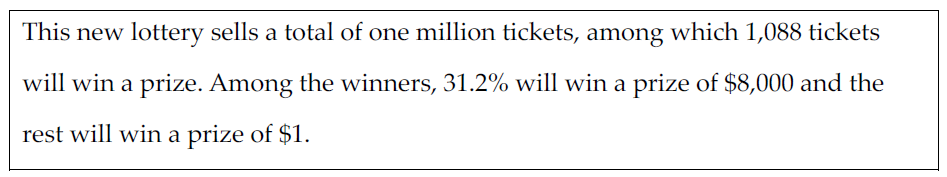 This new lottery sells a total of one million tickets, among which 1,088 tickets
will win a prize. Among the winners, 31.2% will win a prize of $8,000 and the
rest will win a prize of $1.